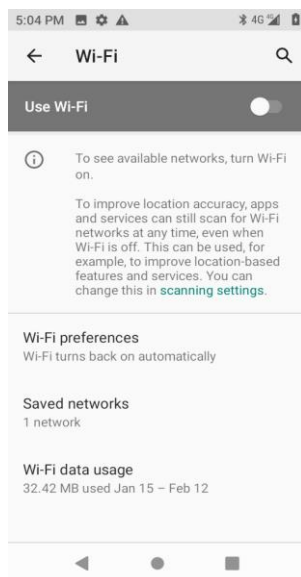 5:04 PM 4G
Wi-Fi
Use Wi-Fi
To see available networks, turn Wi-Fi
on.
To improve location accuracy, apps
and services can still scan for Wi-Fi
networks at any time, even when
Wi-Fi is off. This can be used, for
example, to improve location-based
features and services. You can
change this in scanning settings.
Wi-Fi preferences
Wi-Fi turns back on automatically
Saved networks
1 network
Wi-Fi data usage
32.42 MB used Jan 15 – Feb 12